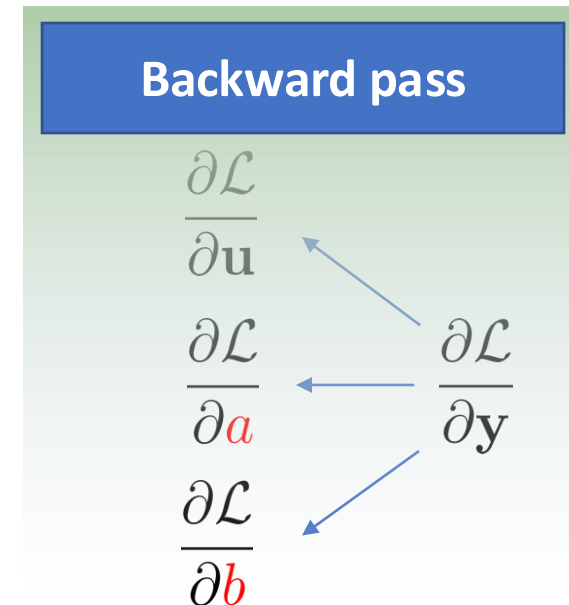 Backward pass
∂ℒ
∂u
∂ℒ
∂a
∂ℒ
∂y
∂ℒ
∂b